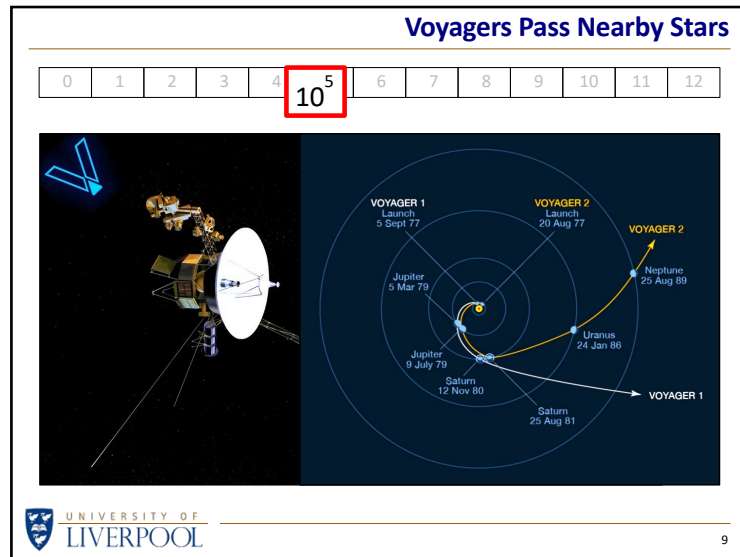 Voyagers Pass Nearby Stars
0 1 2 3 4 10⁵ 6 7 8 9 10 11 12
VOYAGER 1
Launch
5 Sept 77
VOYAGER 2
Launch
20 Aug 77
VOYAGER 2
Jupiter
5 Mar 79
Neptune
25 Aug 89
Uranus
24 Jan 86
Jupiter
9 July 79
Saturn
12 Nov 80
VOYAGER 1
Saturn
25 Aug 81
UNIVERSITY OF
LIVERPOOL
9